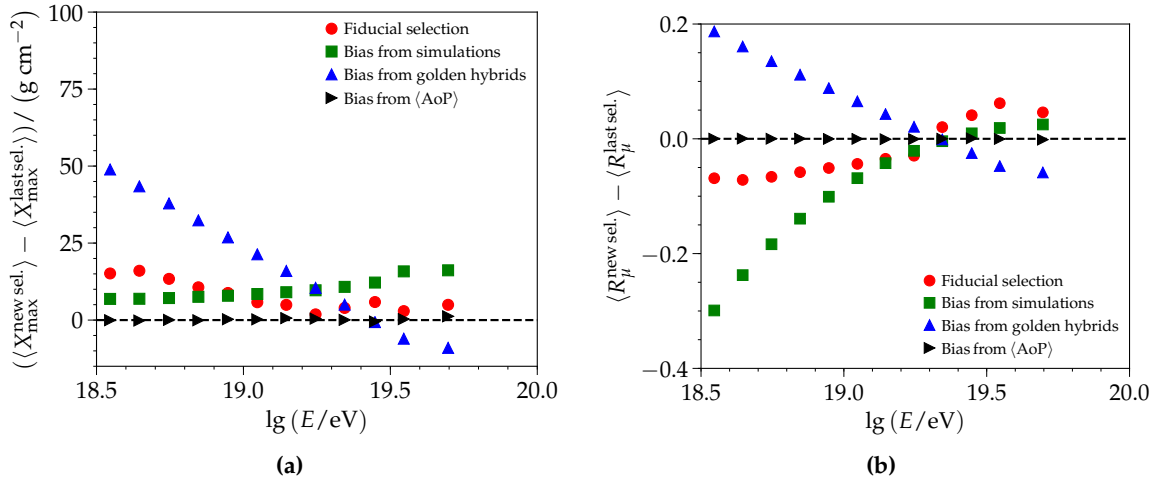 (⟨X_max^new sel.⟩ − ⟨X_max^last sel.⟩)/ (g cm⁻²)
100
75
50
25
0
Fiducial selection
Bias from simulations
Bias from golden hybrids
Bias from ⟨AoP⟩
18.5 19.0 19.5 20.0
lg (E/eV)
(a)
⟨R_μ^new sel.⟩ − ⟨R_μ^last sel.⟩
0.2
0.0
−0.2
−0.4
Fiducial selection
Bias from simulations
Bias from golden hybrids
Bias from ⟨AoP⟩
18.5 19.0 19.5 20.0
lg (E/eV)
(b)